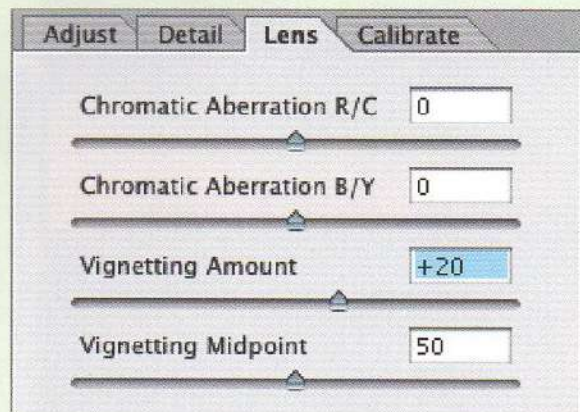 Adjust Detail Lens Calibrate
Chromatic Aberration R/C 0
Chromatic Aberration B/Y 0
Vignetting Amount +20
Vignetting Midpoint 50